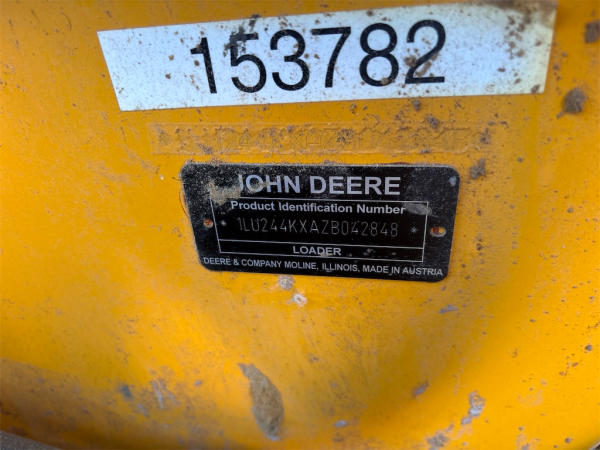 153782
JOHN DEERE
Product Identification Number
* 1LU244KXAZB042848 *
LOADER
DEERE & COMPANY MOLINE, ILLINOIS, MADE IN AUSTRIA